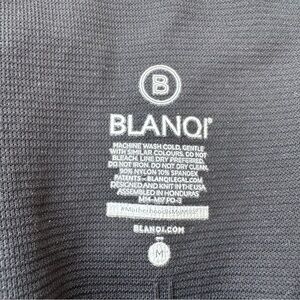 B
BLANQI®
MACHINE WASH COLD, GENTLE
WITH SIMILAR COLOURS. DO NOT
BLEACH. LINE DRY PREFERRED.
DO NOT IRON. DO NOT DRY CLEAN.
90% NYLON 10% SPANDEX
PATENTS – BLANQILEGAL.COM
DESIGNED AND KNIT IN THE USA
ASSEMBLED IN HONDURAS
BLANQI.COM
M